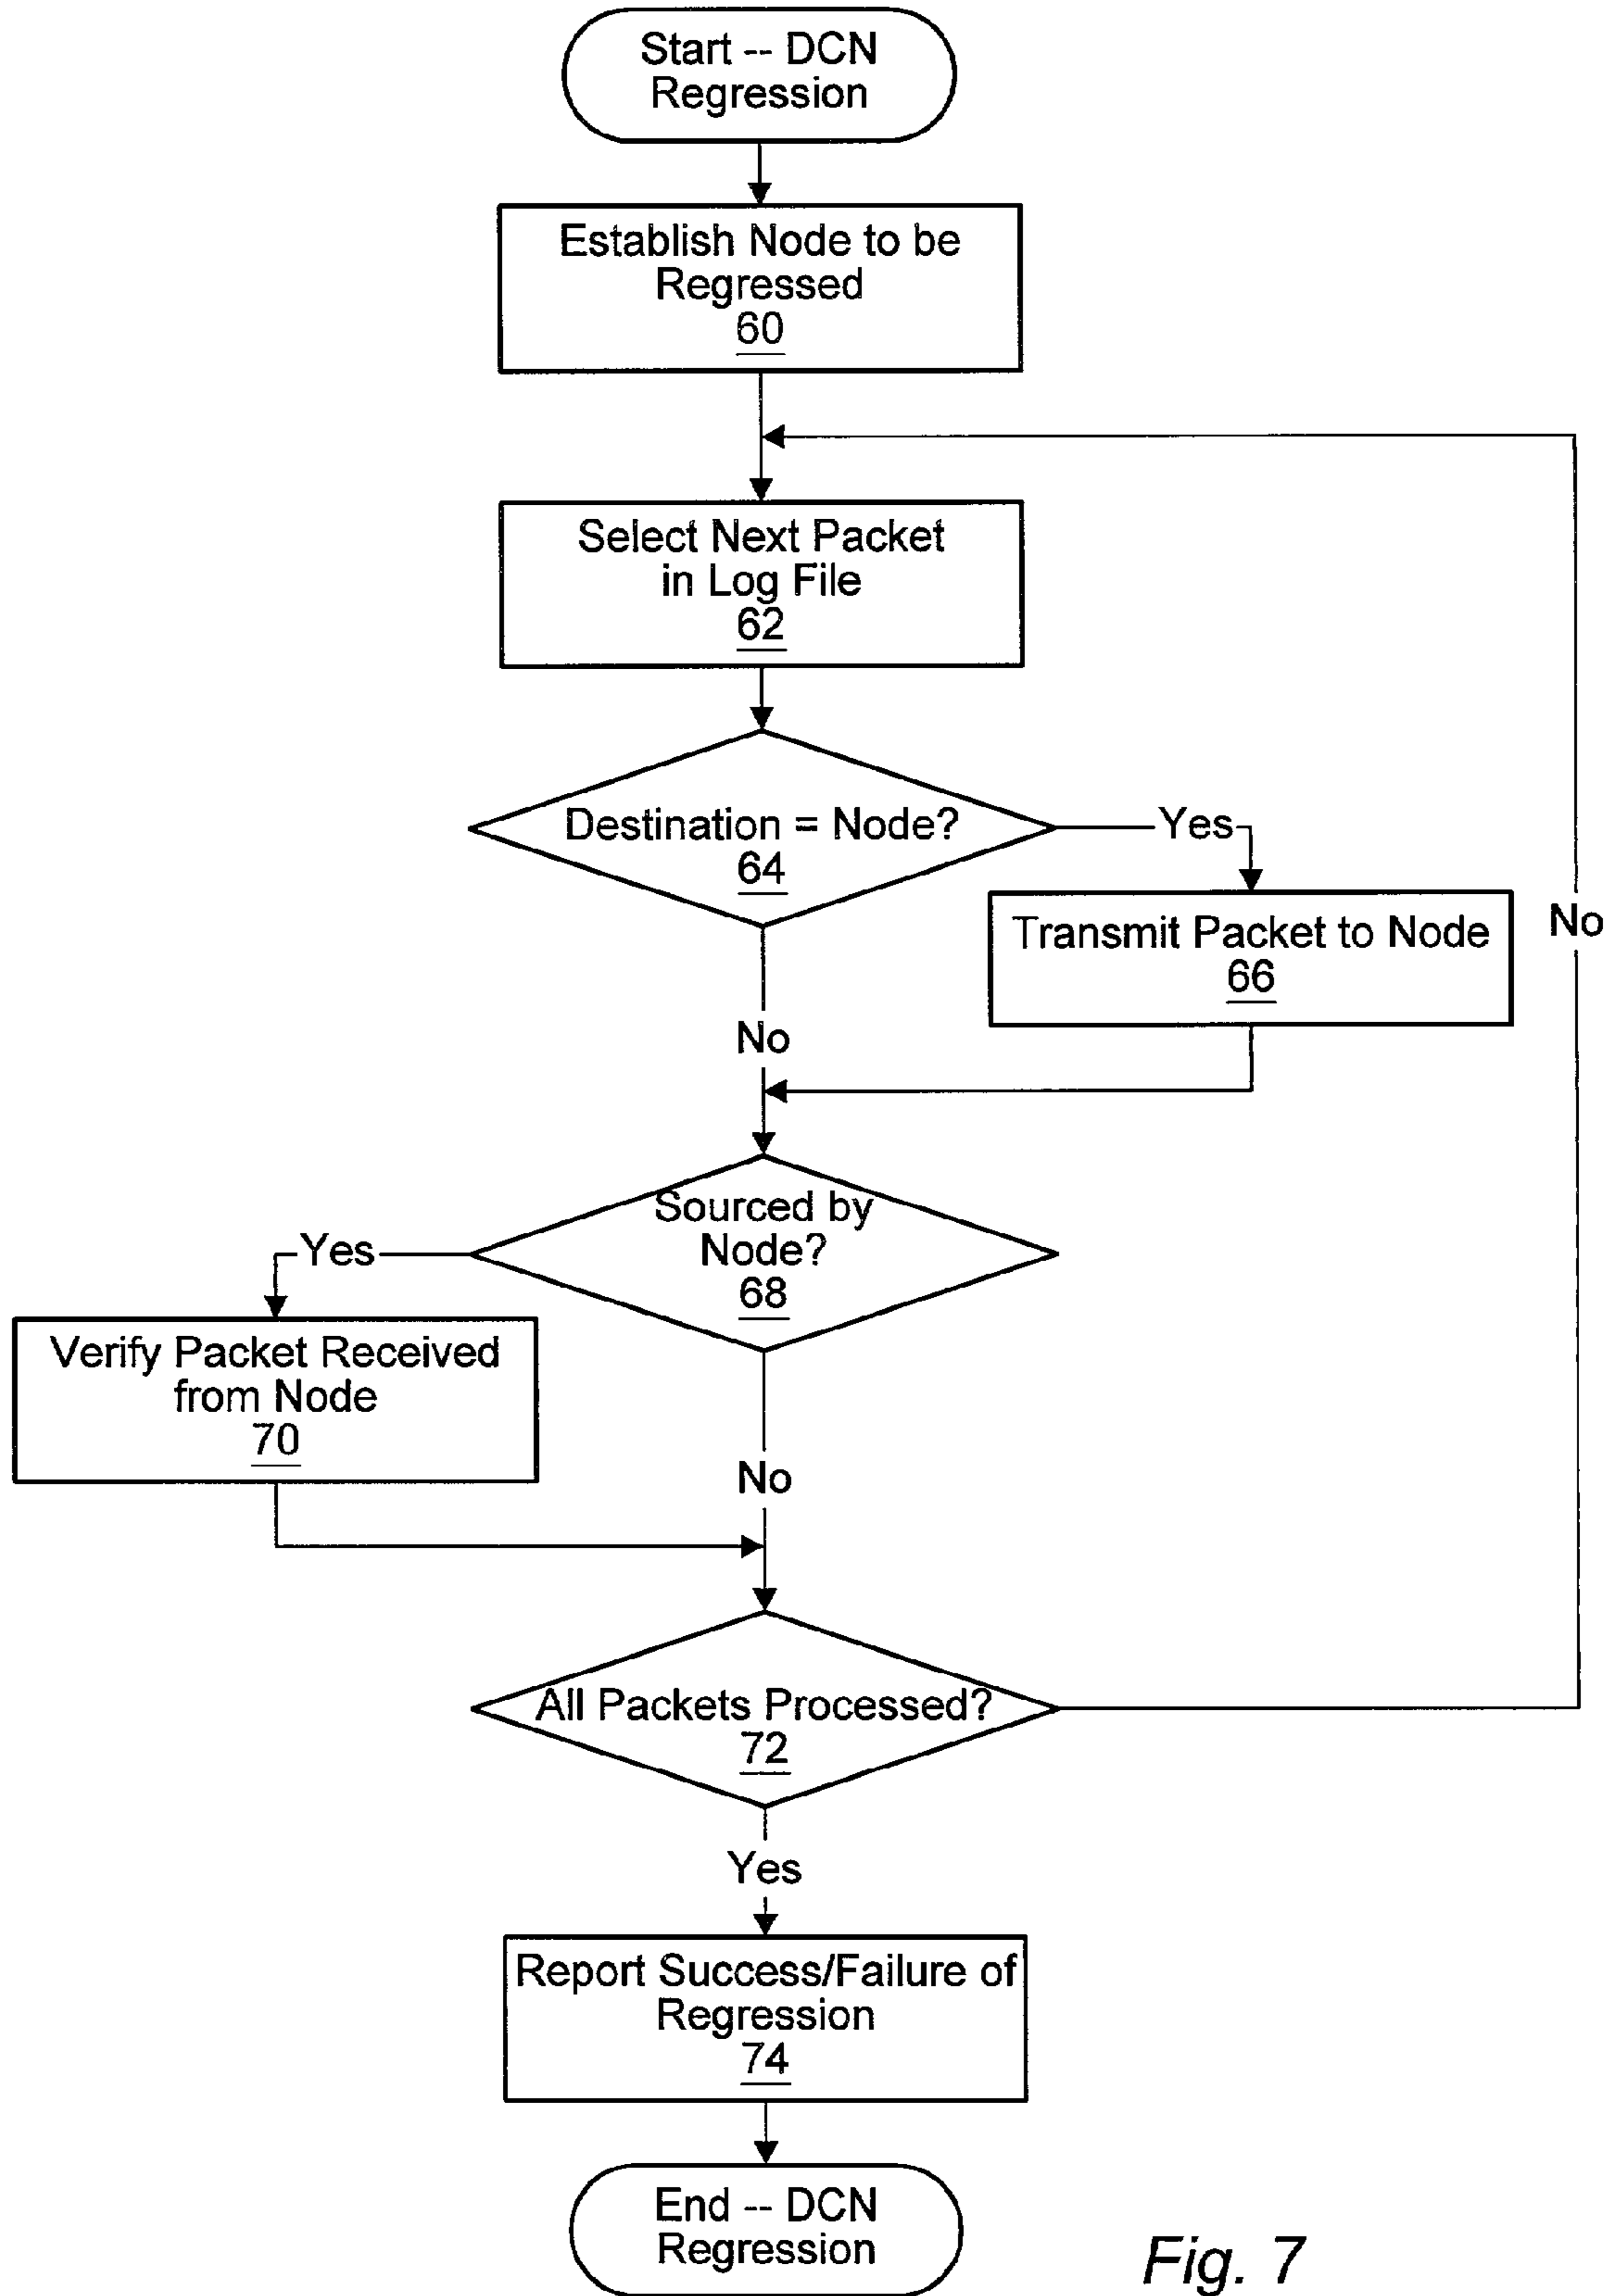 Start -- DCN
Regression
Establish Node to be
Regressed
60
Select Next Packet
in Log File
62
Destination = Node?
64
Yes
Transmit Packet to Node
66
No
No
Sourced by
Node?
68
Yes
Verify Packet Received
from Node
70
No
All Packets Processed?
72
Yes
Report Success/Failure of
Regression
74
End -- DCN
Regression
Fig. 7